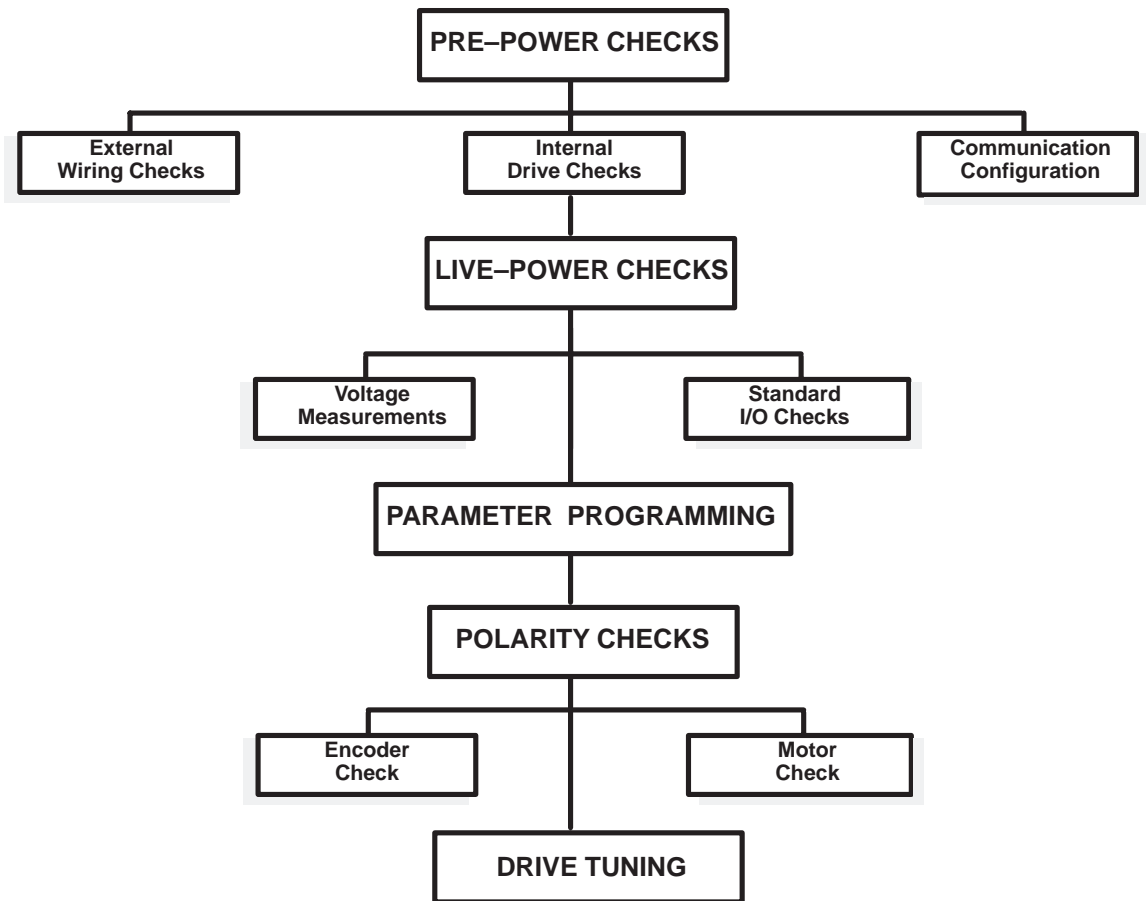 PRE–POWER CHECKS
External
Wiring Checks
Internal
Drive Checks
Communication
Configuration
LIVE–POWER CHECKS
Voltage
Measurements
Standard
I/O Checks
PARAMETER PROGRAMMING
POLARITY CHECKS
Encoder
Check
Motor
Check
DRIVE TUNING